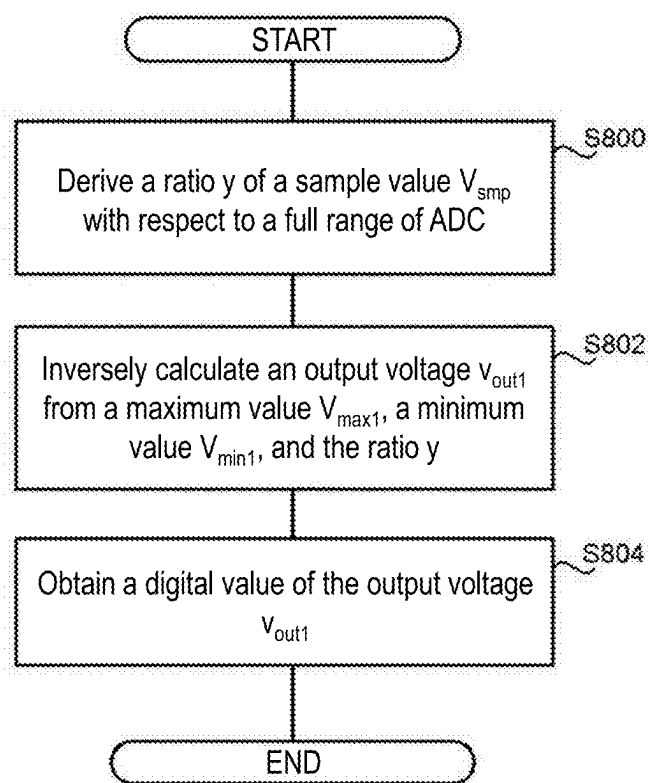 START
S800
Derive a ratio y of a sample value Vsmp
with respect to a full range of ADC
S802
Inversely calculate an output voltage vout1
from a maximum value Vmax1, a minimum
value Vmin1, and the ratio y
S804
Obtain a digital value of the output voltage
vout1
END